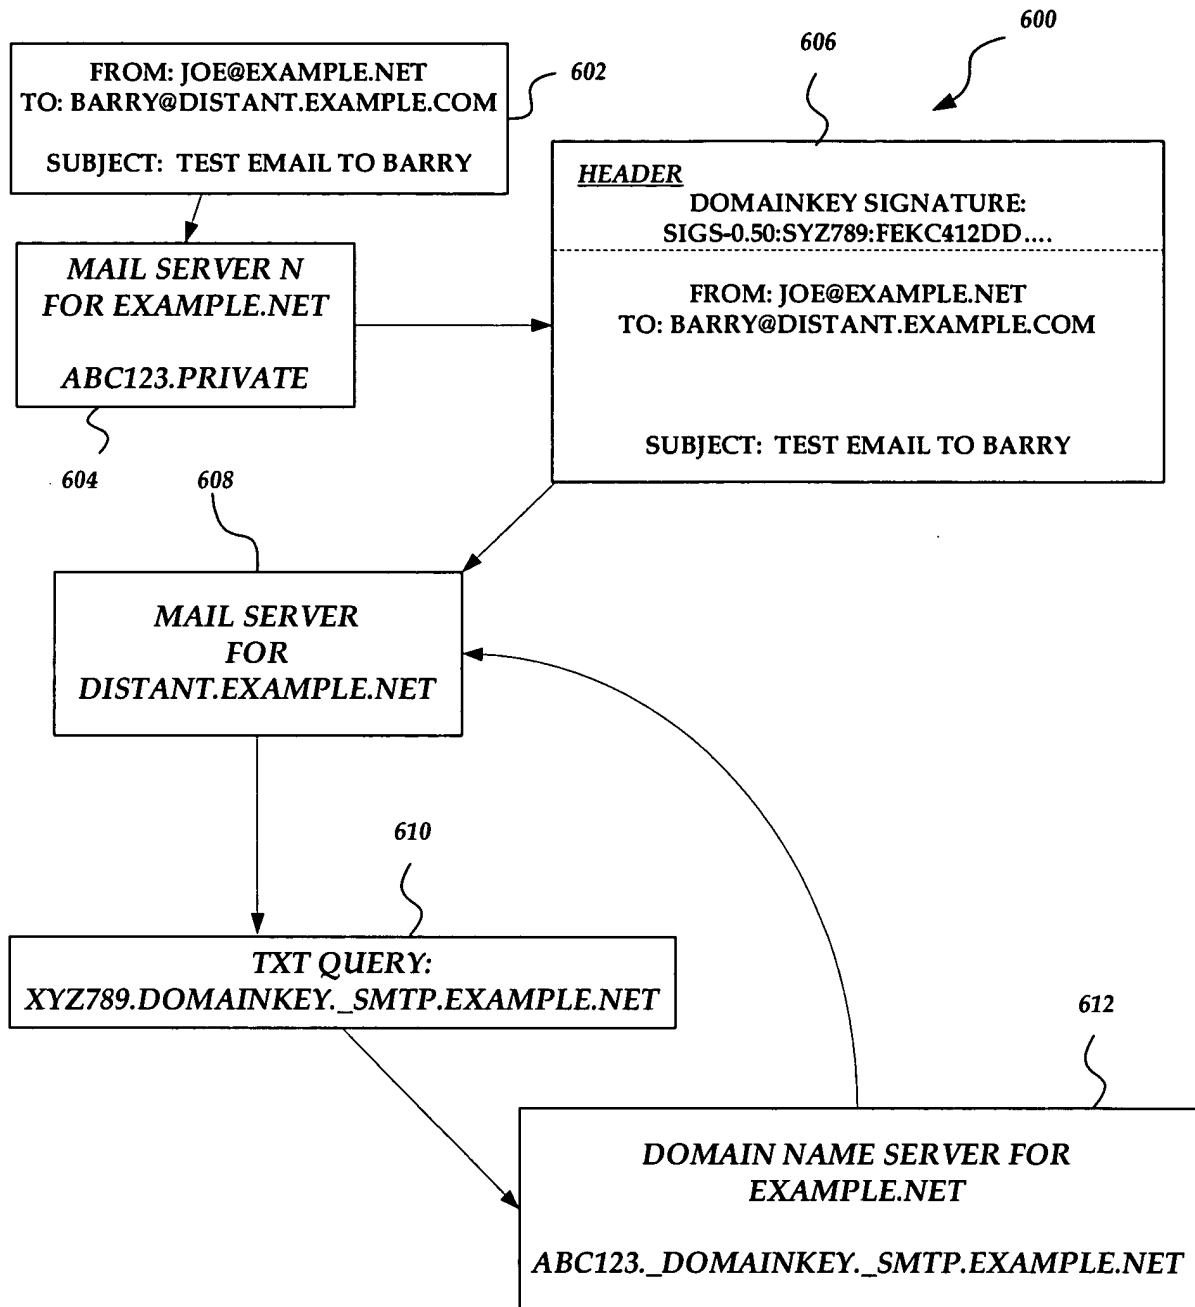 600
606
FROM: JOE@EXAMPLE.NET
TO: BARRY@DISTANT.EXAMPLE.COM
SUBJECT: TEST EMAIL TO BARRY
602
HEADER
DOMAINKEY SIGNATURE:
SIGS-0.50:SYZ789:FEKC412DD....
FROM: JOE@EXAMPLE.NET
TO: BARRY@DISTANT.EXAMPLE.COM
SUBJECT: TEST EMAIL TO BARRY
MAIL SERVER N
FOR EXAMPLE.NET
ABC123.PRIVATE
604
608
MAIL SERVER
FOR
DISTANT.EXAMPLE.NET
610
TXT QUERY:
XYZ789.DOMAINKEY._SMTP.EXAMPLE.NET
612
DOMAIN NAME SERVER FOR
EXAMPLE.NET
ABC123._DOMAINKEY._SMTP.EXAMPLE.NET